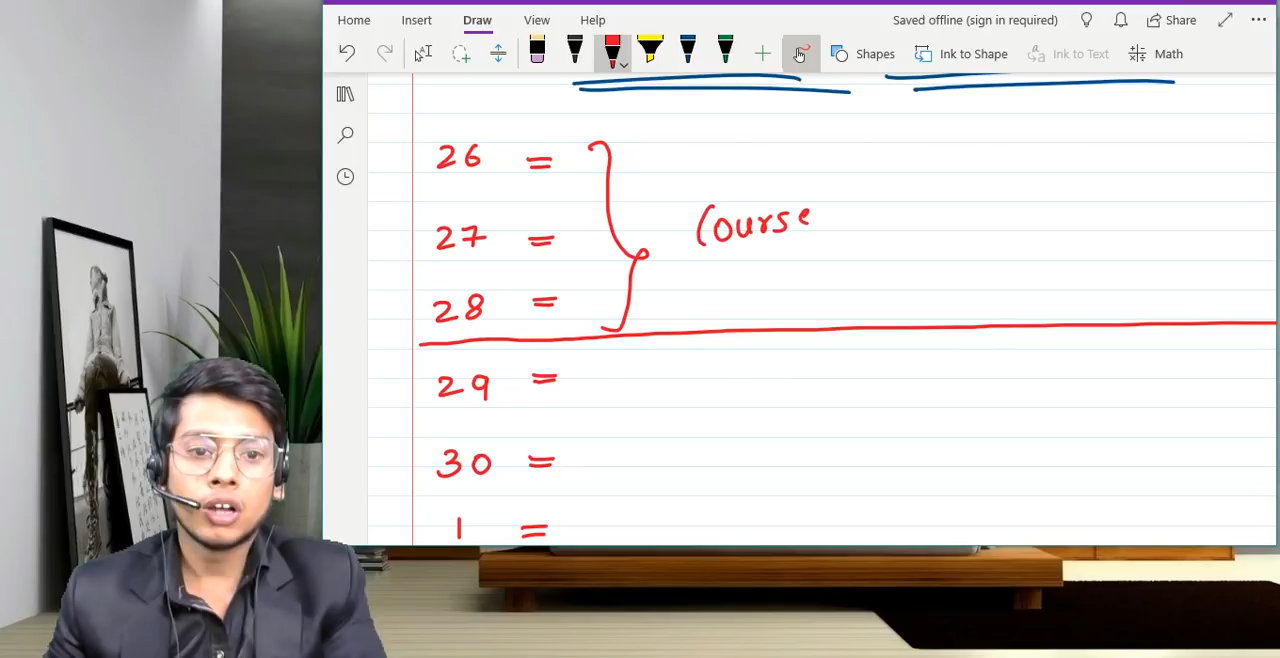 Home Insert Draw View Help Saved offline (sign in required) Share
Shapes Ink to Shape Ink to Text Math
26 =
27 = Course
28 =
29 =
30 =
1 =